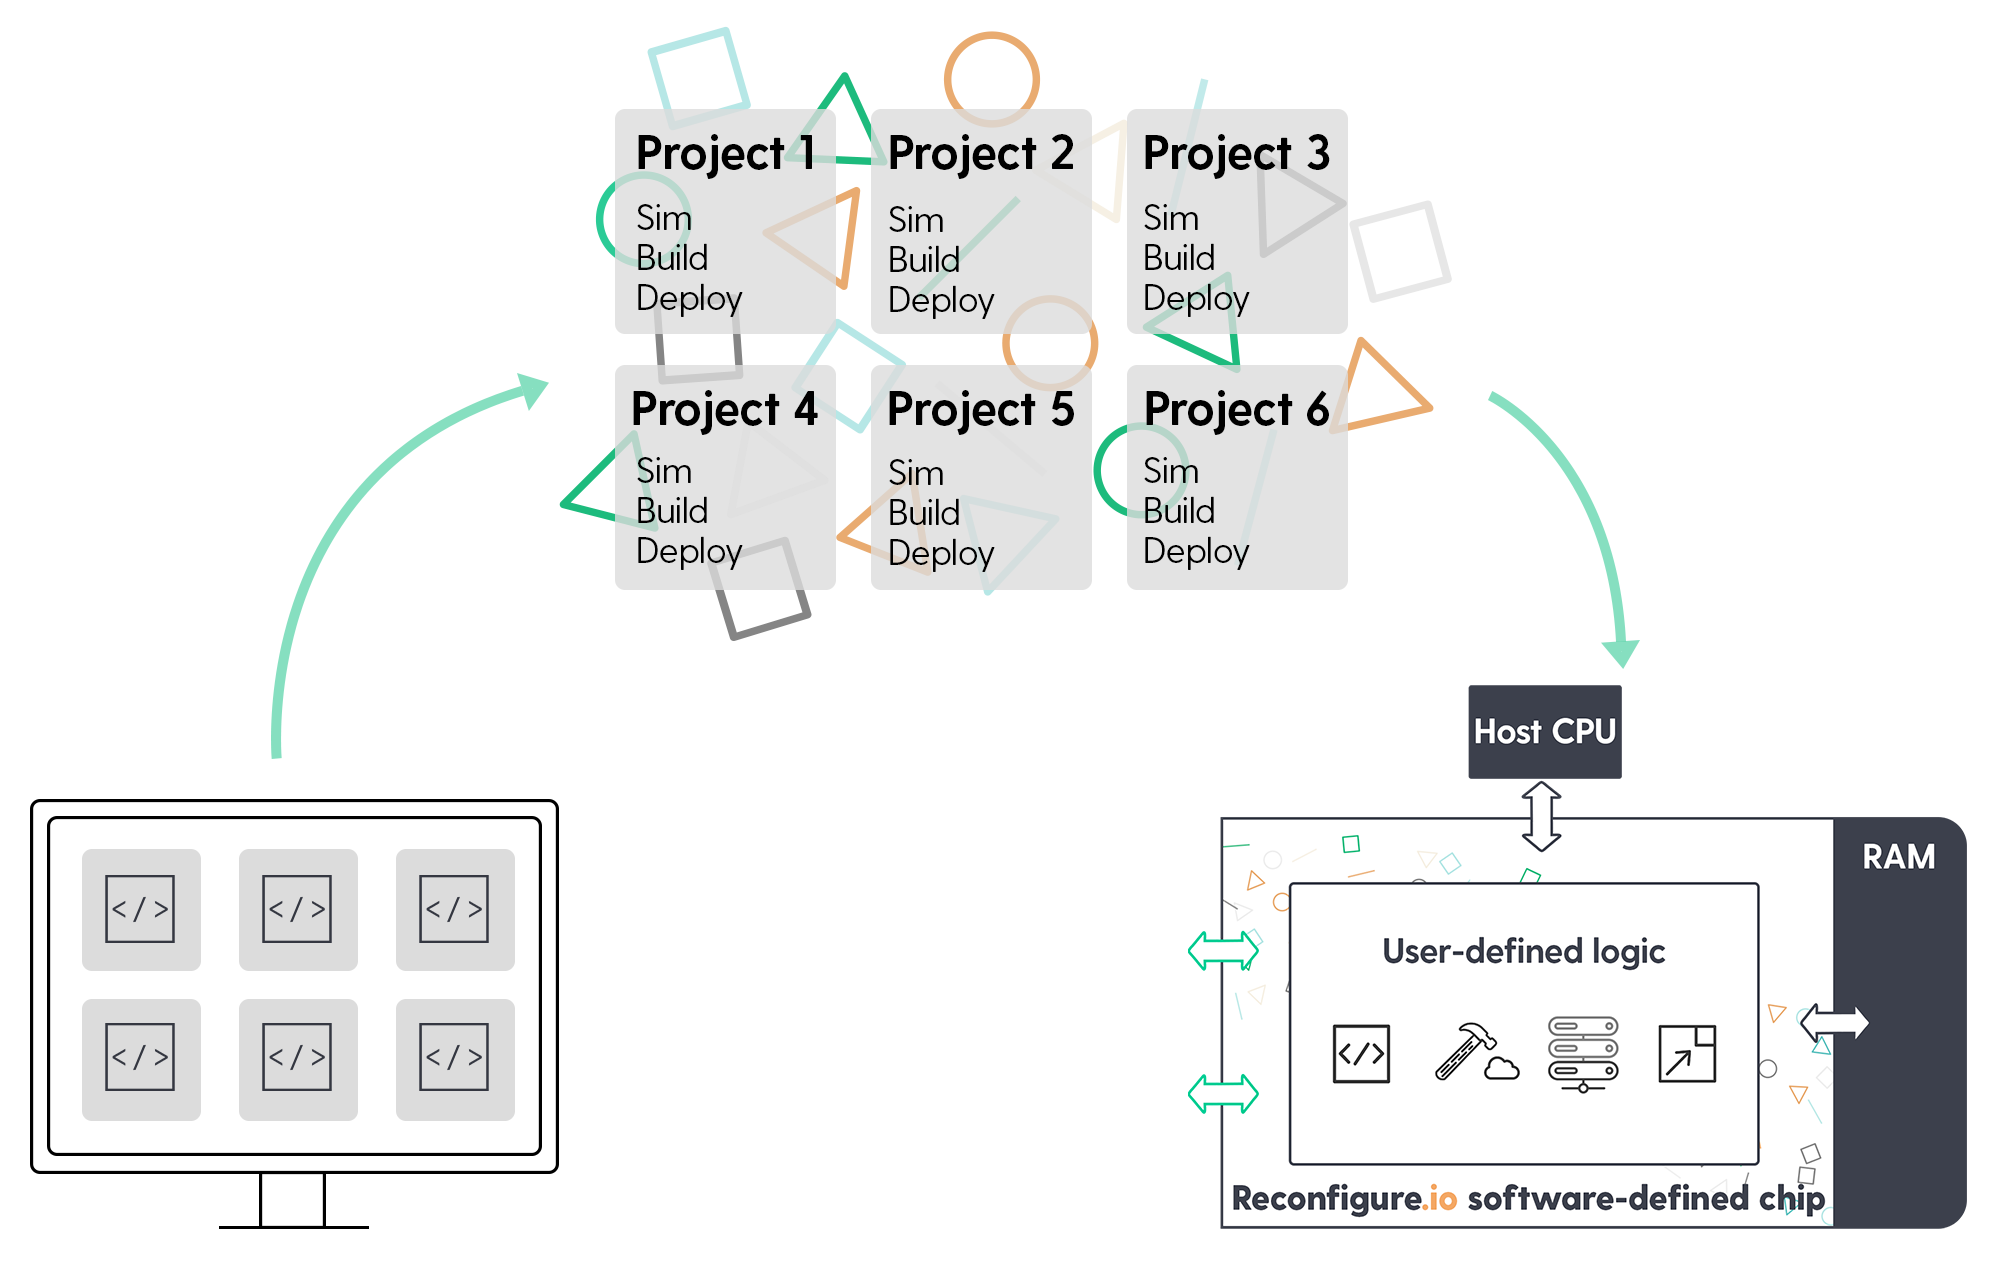 Project 1
Sim
Build
Deploy
Project 2
Sim
Build
Deploy
Project 3
Sim
Build
Deploy
Project 4
Sim
Build
Deploy
Project 5
Sim
Build
Deploy
Project 6
Sim
Build
Deploy
</>
</>
</>
</>
</>
</>
Host CPU
RAM
User-defined logic
</>
Reconfigure.io software-defined chip